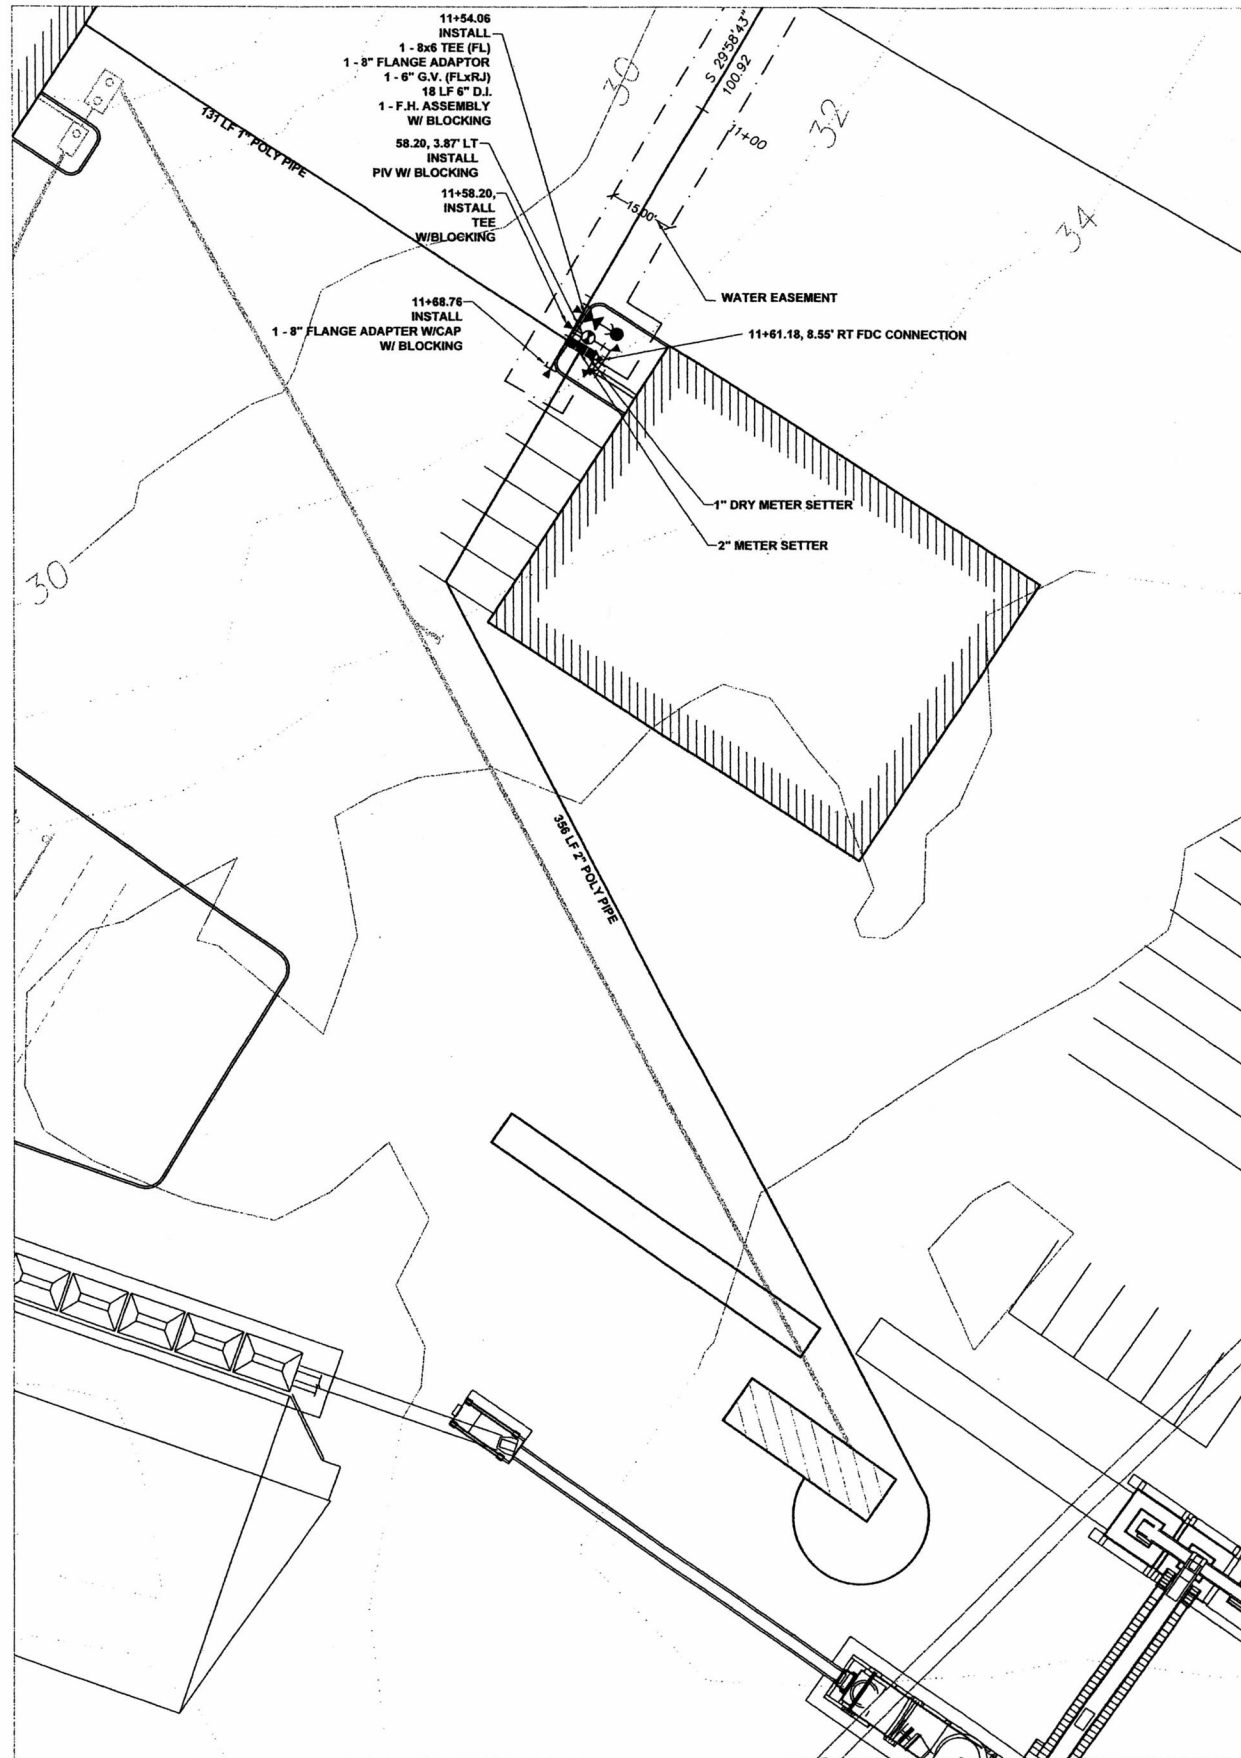 11+54.06
INSTALL
1 - 8x6 TEE (FL)
1 - 8" FLANGE ADAPTOR
1 - 6" G.V. (FLxRJ)
18 LF 6" D.I.
1 - F.H. ASSEMBLY
W/ BLOCKING
58.20, 3.87' LT
INSTALL
PIV W/ BLOCKING
11+58.20,
INSTALL
TEE
W/BLOCKING
11+68.76
INSTALL
1 - 8" FLANGE ADAPTER W/CAP
W/ BLOCKING
131 LF 1" POLY PIPE
30
S 29°58'43"
100.92
11+00
32
15.00'
34
WATER EASEMENT
11+61.18, 8.55' RT FDC CONNECTION
1" DRY METER SETTER
2" METER SETTER
30
356 LF 2" POLY PIPE